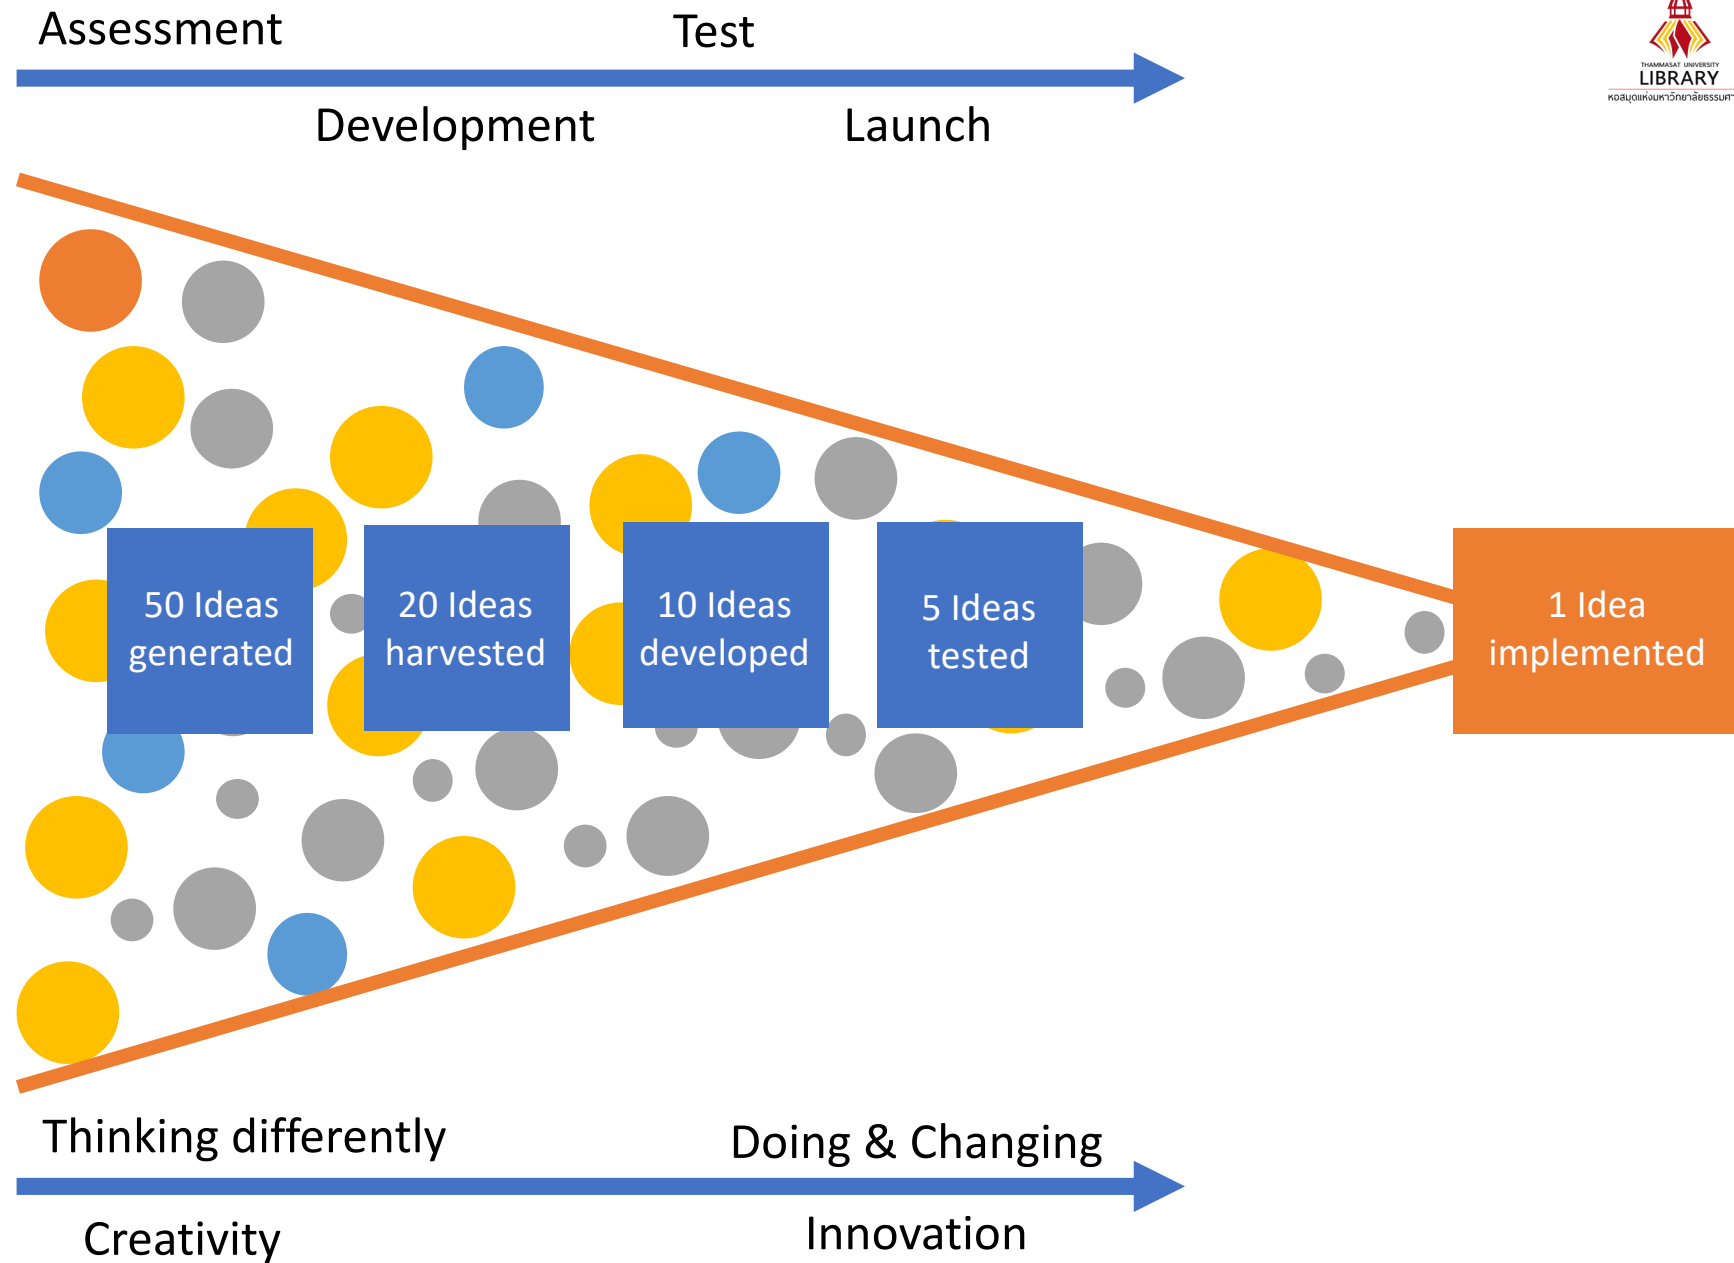 Assessment
Test
THAMMASAT UNIVERSITY
LIBRARY
Development
Launch
50 Ideas
generated
20 Ideas
harvested
10 Ideas
developed
5 Ideas
tested
1 Idea
implemented
Thinking differently
Doing & Changing
Creativity
Innovation